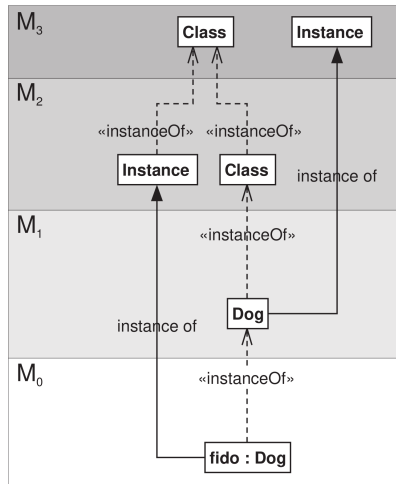 M3
Class
Instance
M2
«instanceOf» «instanceOf»
Instance
Class
instance of
M1
«instanceOf»
Dog
instance of
«instanceOf»
M0
fido : Dog